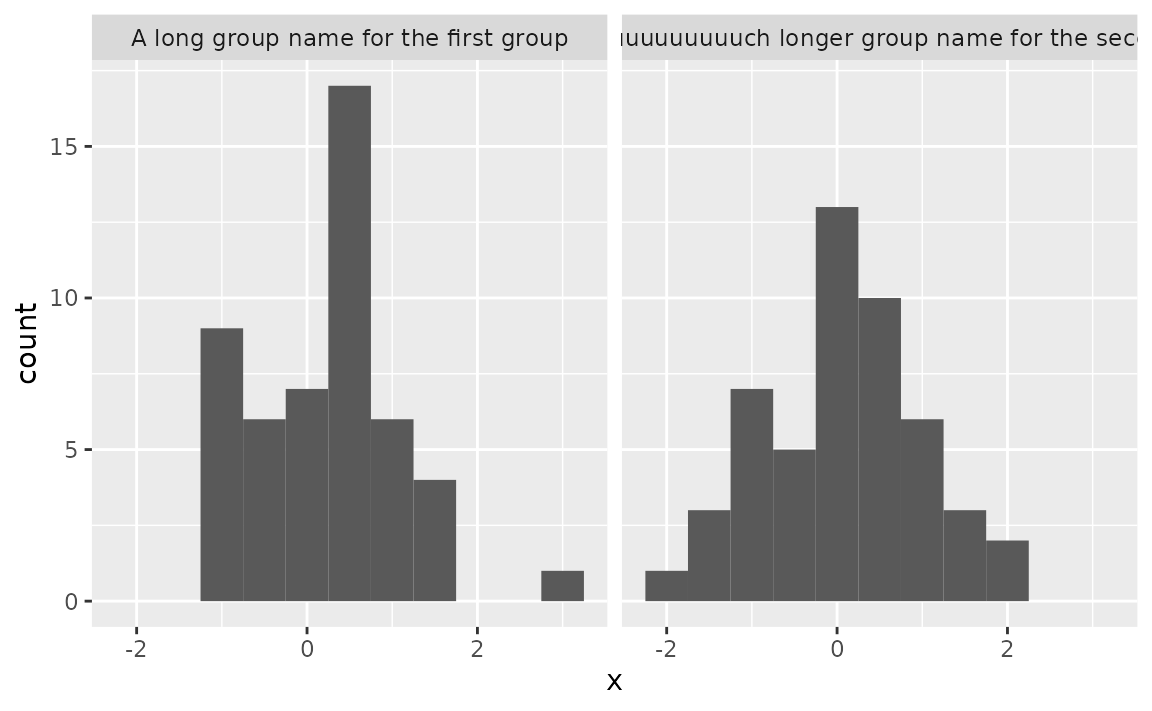 A long group name for the first group
uuuuuuuuuch longer group name for the sec
15
10
5
0
count
-2 0 2
-2 0 2
x